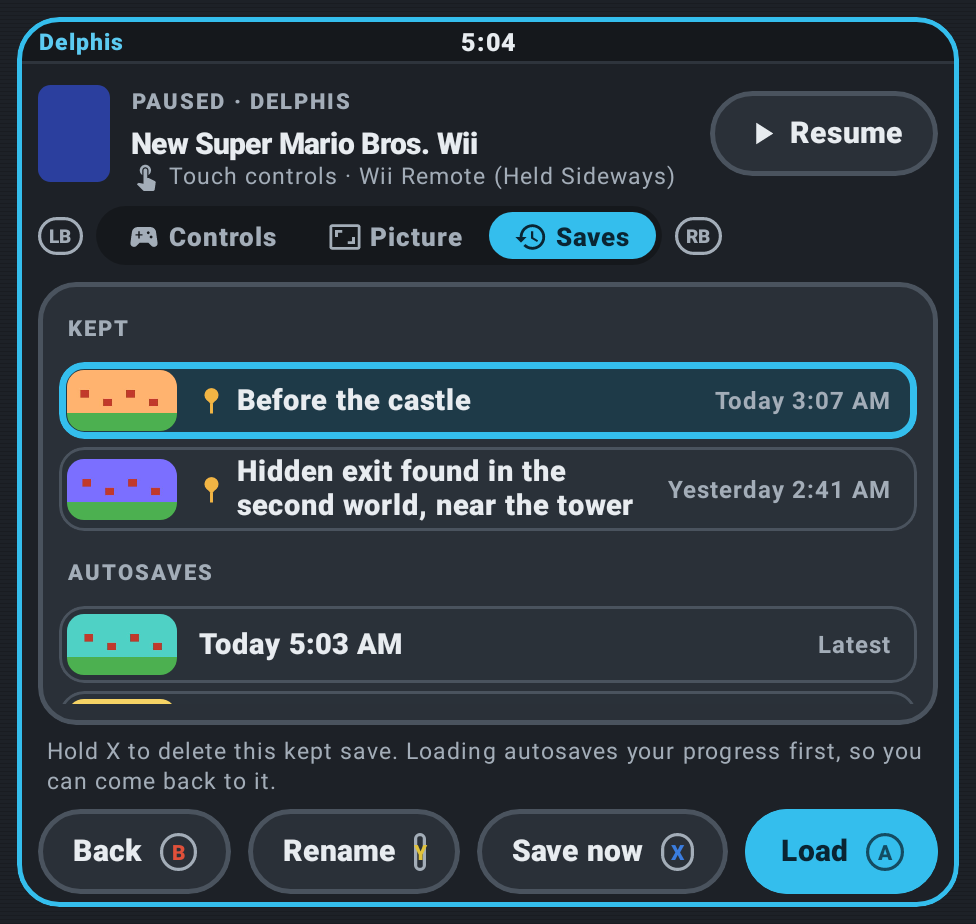 Delphis
5:04
PAUSED · DELPHIS
New Super Mario Bros. Wii
Touch controls · Wii Remote (Held Sideways)
Resume
LB
Controls
Picture
Saves
RB
KEPT
Before the castle
Today 3:07 AM
Hidden exit found in the
second world, near the tower
Yesterday 2:41 AM
AUTOSAVES
Today 5:03 AM
Latest
Hold X to delete this kept save. Loading autosaves your progress first, so you
can come back to it.
Back B
Rename Y
Save now X
Load A